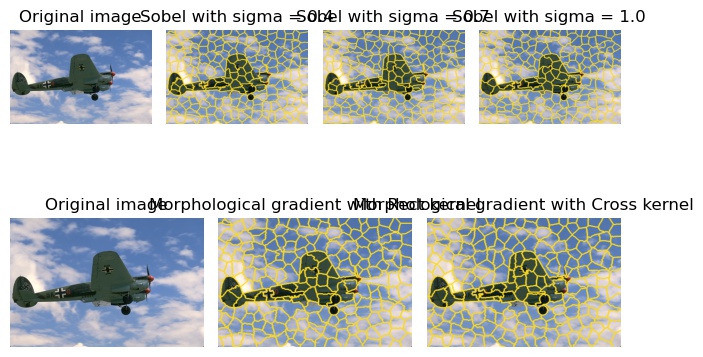 Original image
Sobel with sigma = 0.4
Sobel with sigma = 0.7
Sobel with sigma = 1.0
Original image
Morphological gradient with Rect kernel
Morphological gradient with Cross kernel